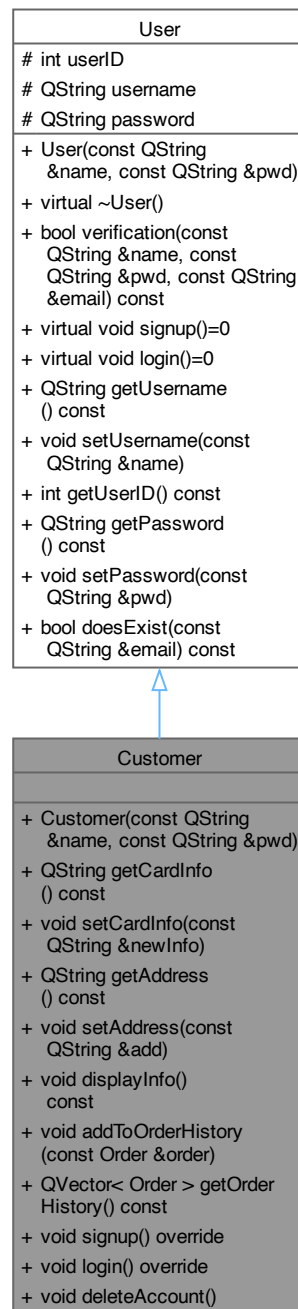 User
# int userID
# QString username
# QString password
+ User(const QString
&name, const QString &pwd)
+ virtual ~User()
+ bool verification(const
QString &name, const
QString &pwd, const QString
&email) const
+ virtual void signup()=0
+ virtual void login()=0
+ QString getUsername
() const
+ void setUsername(const
QString &name)
+ int getUserID() const
+ QString getPassword
() const
+ void setPassword(const
QString &pwd)
+ bool doesExist(const
QString &email) const
Customer
+ Customer(const QString
&name, const QString &pwd)
+ QString getCardInfo
() const
+ void setCardInfo(const
QString &newInfo)
+ QString getAddress
() const
+ void setAddress(const
QString &add)
+ void displayInfo()
const
+ void addToOrderHistory
(const Order &order)
+ QVector< Order > getOrder
History() const
+ void signup() override
+ void login() override
+ void deleteAccount()